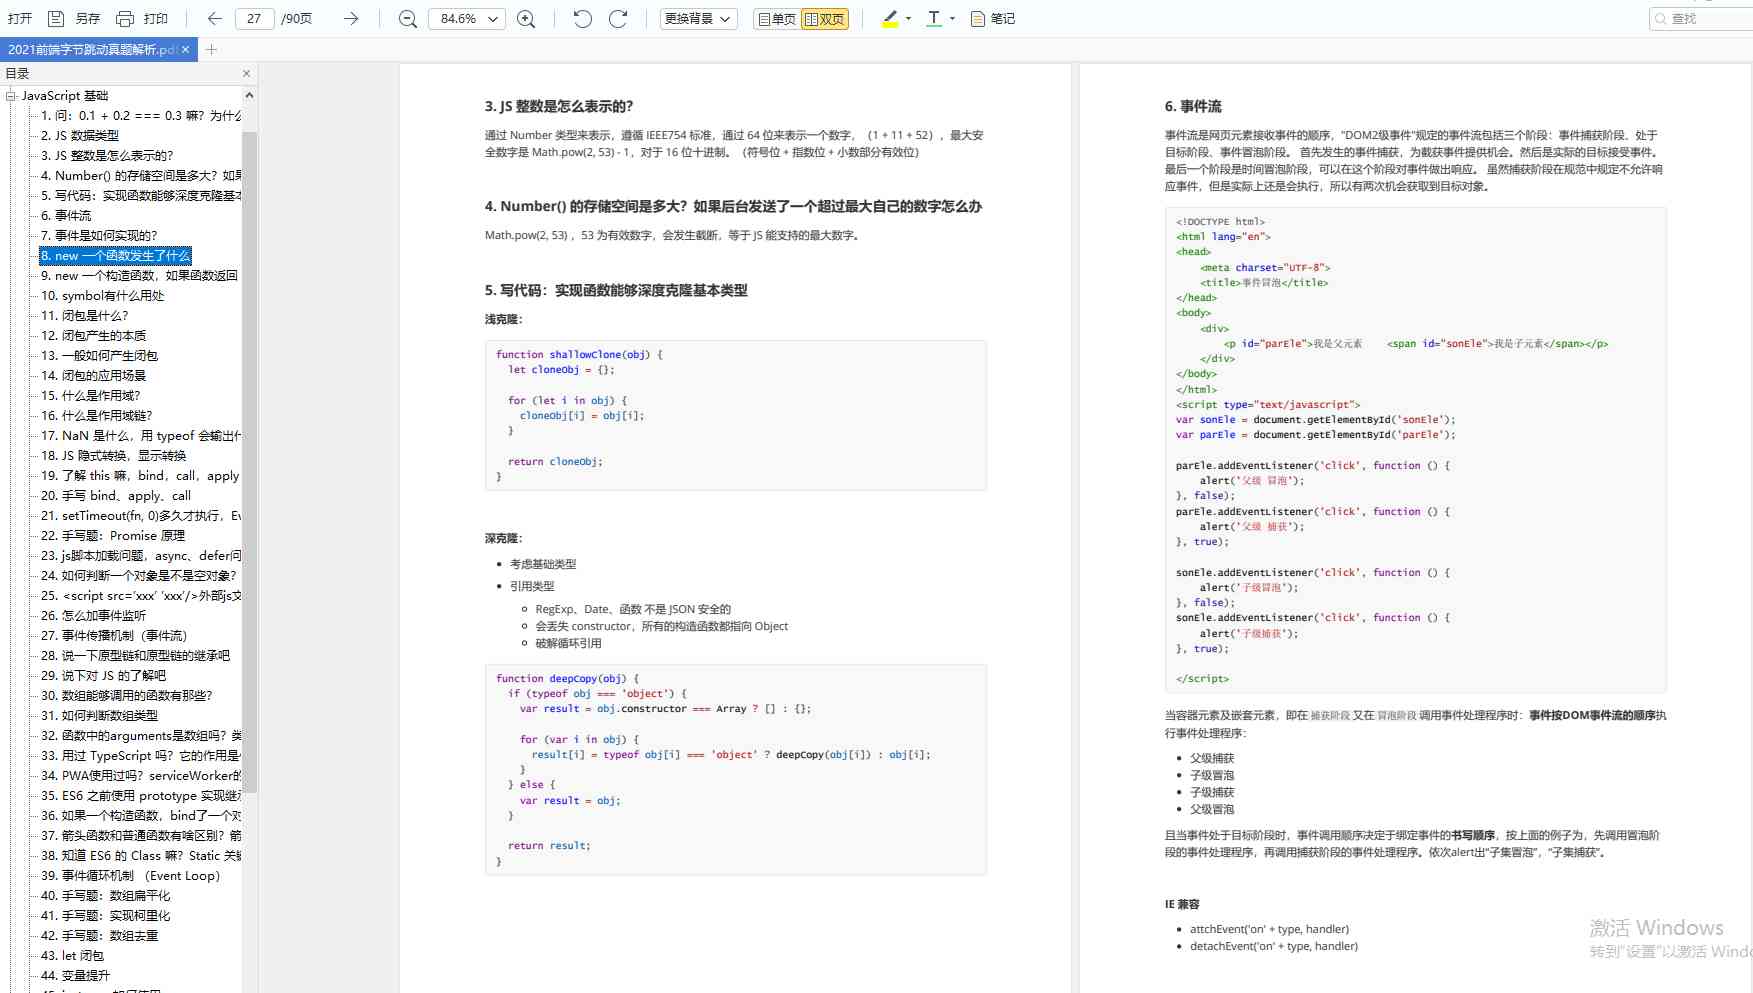 打开 另存 打印 27 /90页 84.6% 更换背景 单页 双页 T 笔记 查找
2021前端字节跳动真题解析.pdf × +
目录 ×
JavaScript 基础
1. 问：0.1 + 0.2 === 0.3 嘛？为什么
2. JS 数据类型
3. JS 整数是怎么表示的？
4. Number() 的存储空间是多大？如果
5. 写代码：实现函数能够深度克隆基本
6. 事件流
7. 事件是如何实现的？
8. new 一个函数发生了什么
9. new 一个构造函数，如果函数返回
10. symbol有什么用处
11. 闭包是什么？
12. 闭包产生的本质
13. 一般如何产生闭包
14. 闭包的应用场景
15. 什么是作用域？
16. 什么是作用域链？
17. NaN 是什么，用 typeof 会输出什
18. JS 隐式转换，显示转换
19. 了解 this 嘛，bind，call，apply
20. 手写 bind、apply、call
21. setTimeout(fn, 0)多久才执行，Ev
22. 手写题：Promise 原理
23. js脚本加载问题，async、defer问
24. 如何判断一个对象是不是空对象？
25. <script src='xxx' 'xxx'/>外部js文
26. 怎么加事件监听
27. 事件传播机制（事件流）
28. 说一下原型链和原型链的继承吧
29. 说下对 JS 的了解吧
30. 数组能够调用的函数有那些？
31. 如何判断数组类型
32. 函数中的arguments是数组吗？类
33. 用过 TypeScript 吗？它的作用是
34. PWA使用过吗？serviceWorker的
35. ES6 之前使用 prototype 实现继承
36. 如果一个构造函数，bind了一个对
37. 箭头函数和普通函数有啥区别？箭
38. 知道 ES6 的 Class 嘛？Static 关键
39. 事件循环机制 （Event Loop）
40. 手写题：数组扁平化
41. 手写题：实现柯里化
42. 手写题：数组去重
43. let 闭包
44. 变量提升
3. JS 整数是怎么表示的？
通过 Number 类型来表示，遵循 IEEE754 标准，通过 64 位来表示一个数字，（1 + 11 + 52），最大安
全数字是 Math.pow(2, 53) - 1，对于 16 位十进制。（符号位 + 指数位 + 小数部分有效位）
4. Number() 的存储空间是多大？如果后台发送了一个超过最大自己的数字怎么办
Math.pow(2, 53) ，53 为有效数字，会发生截断，等于 JS 能支持的最大数字。
5. 写代码：实现函数能够深度克隆基本类型
浅克隆：
function shallowClone(obj) {
let cloneObj = {};
for (let i in obj) {
cloneObj[i] = obj[i];
}
return cloneObj;
}
深克隆：
• 考虑基础类型
• 引用类型
○ RegExp、Date、函数 不是 JSON 安全的
○ 会丢失 constructor，所有的构造函数都指向 Object
○ 破解循环引用
function deepCopy(obj) {
if (typeof obj === 'object') {
var result = obj.constructor === Array ? [] : {};
for (var i in obj) {
result[i] = typeof obj[i] === 'object' ? deepCopy(obj[i]) : obj[i];
}
} else {
var result = obj;
}
return result;
}
6. 事件流
事件流是网页元素接收事件的顺序，"DOM2级事件"规定的事件流包括三个阶段：事件捕获阶段、处于
目标阶段、事件冒泡阶段。 首先发生的事件捕获，为截获事件提供机会。然后是实际的目标接受事件。
最后一个阶段是时间冒泡阶段，可以在这个阶段对事件做出响应。 虽然捕获阶段在规范中规定不允许响
应事件，但是实际上还是会执行，所以有两次机会获取到目标对象。
<!DOCTYPE html>
<html lang="en">
<head>
<meta charset="UTF-8">
<title>事件冒泡</title>
</head>
<body>
<div>
<p id="parEle">我是父元素 <span id="sonEle">我是子元素</span></p>
</div>
</body>
</html>
<script type="text/javascript">
var sonEle = document.getElementById('sonEle');
var parEle = document.getElementById('parEle');
parEle.addEventListener('click', function () {
alert('父级 冒泡');
}, false);
parEle.addEventListener('click', function () {
alert('父级 捕获');
}, true);
sonEle.addEventListener('click', function () {
alert('子级冒泡');
}, false);
sonEle.addEventListener('click', function () {
alert('子级捕获');
}, true);
</script>
当容器元素及嵌套元素，即在 捕获阶段 又在 冒泡阶段 调用事件处理程序时：事件按DOM事件流的顺序执
行事件处理程序：
• 父级捕获
• 子级冒泡
• 子级捕获
• 父级冒泡
且当事件处于目标阶段时，事件调用顺序决定于绑定事件的书写顺序，按上面的例子为，先调用冒泡阶
段的事件处理程序，再调用捕获阶段的事件处理程序。依次alert出"子集冒泡"，"子集捕获"。
IE 兼容
• attchEvent('on' + type, handler)
• detachEvent('on' + type, handler)
激活 Windows
转到"设置"以激活 Windo